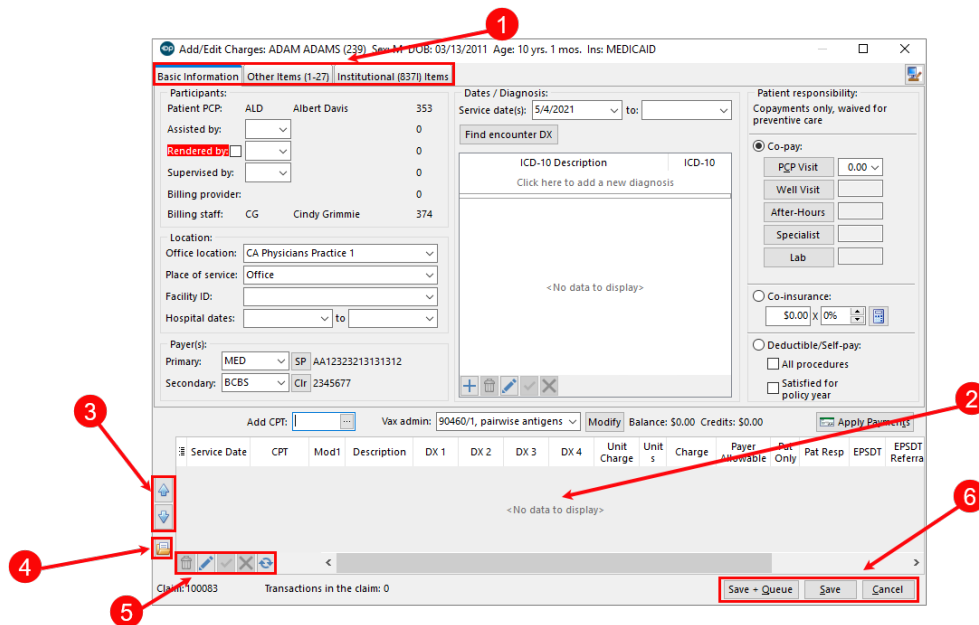 1
Add/Edit Charges: ADAM ADAMS (239) Sex: M DOB: 03/13/2011 Age: 10 yrs. 1 mos. Ins: MEDICAID
Basic Information Other Items (1-27) Institutional (837I) Items
Participants:
Patient PCP: ALD Albert Davis 353
Assisted by: 0
Rendered by: 0
Supervised by: 0
Billing provider: 0
Billing staff: CG Cindy Grimmie 374
Location:
Office location: CA Physicians Practice 1
Place of service: Office
Facility ID:
Hospital dates: to
Payer(s):
Primary: MED SP AA12323213131312
Secondary: BCBS Clr 2345677
Dates / Diagnosis:
Service date(s): 5/4/2021 to:
Find encounter DX
ICD-10 Description ICD-10
Click here to add a new diagnosis
<No data to display>
Patient responsibility:
Copayments only, waived for
preventive care
Co-pay:
PCP Visit 0.00
Well Visit
After-Hours
Specialist
Lab
Co-insurance:
$0.00 X 0%
Deductible/Self-pay:
All procedures
Satisfied for
policy year
2
3
Add CPT: ... Vax admin: 90460/1, pairwise antigens Modify Balance: $0.00 Credits: $0.00 Apply Payments
Service Date CPT Mod1 Description DX 1 DX 2 DX 3 DX 4 Unit Charge Units Charge Payer Allowable Pat Only Pat Resp EPSDT EPSDT Referra
<No data to display>
6
4
5
Claim: 100083 Transactions in the claim: 0 Save + Queue Save Cancel